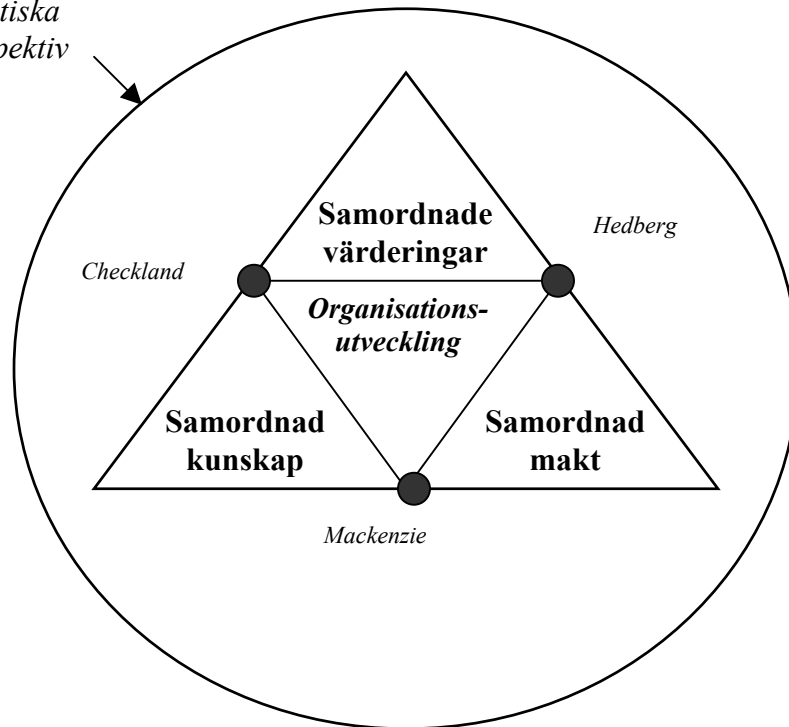 tiska
pektiv
Samordnade
värderingar
Hedberg
Checkland
Organisations-
utveckling
Samordnad
kunskap
Samordnad
makt
Mackenzie